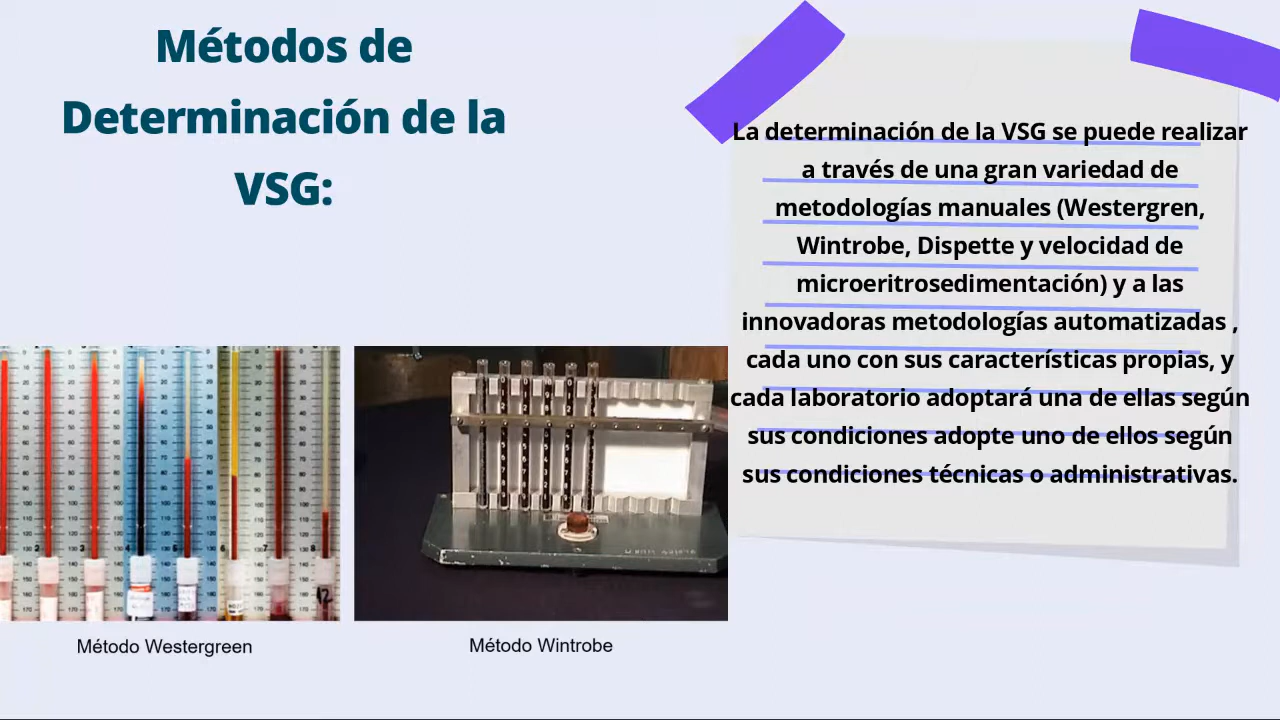 Métodos de
Determinación de la
VSG:
La determinación de la VSG se puede realizar
a través de una gran variedad de
metodologías manuales (Westergren,
Wintrobe, Dispette y velocidad de
microeritrosedimentación) y a las
innovadoras metodologías automatizadas ,
cada uno con sus características propias, y
cada laboratorio adoptará una de ellas según
sus condiciones adopte uno de ellos según
sus condiciones técnicas o administrativas.
Método Westergreen
Método Wintrobe